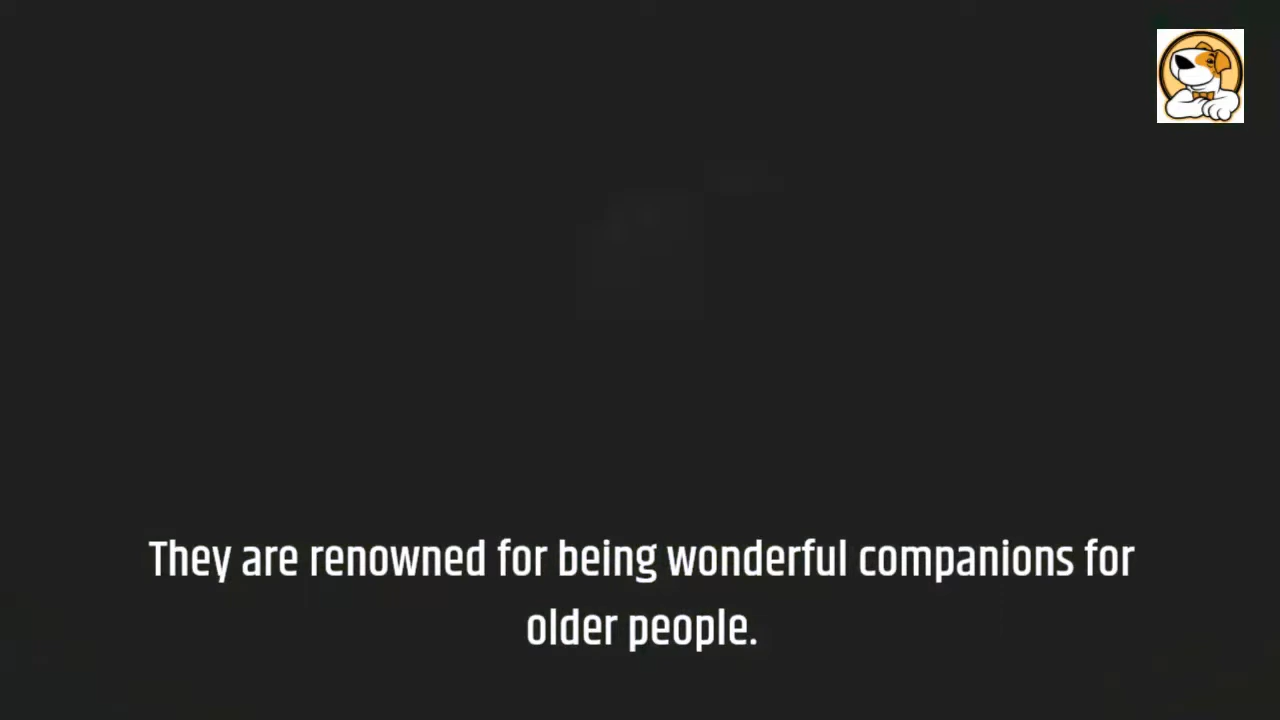 They are renowned for being wonderful companions for
older people.